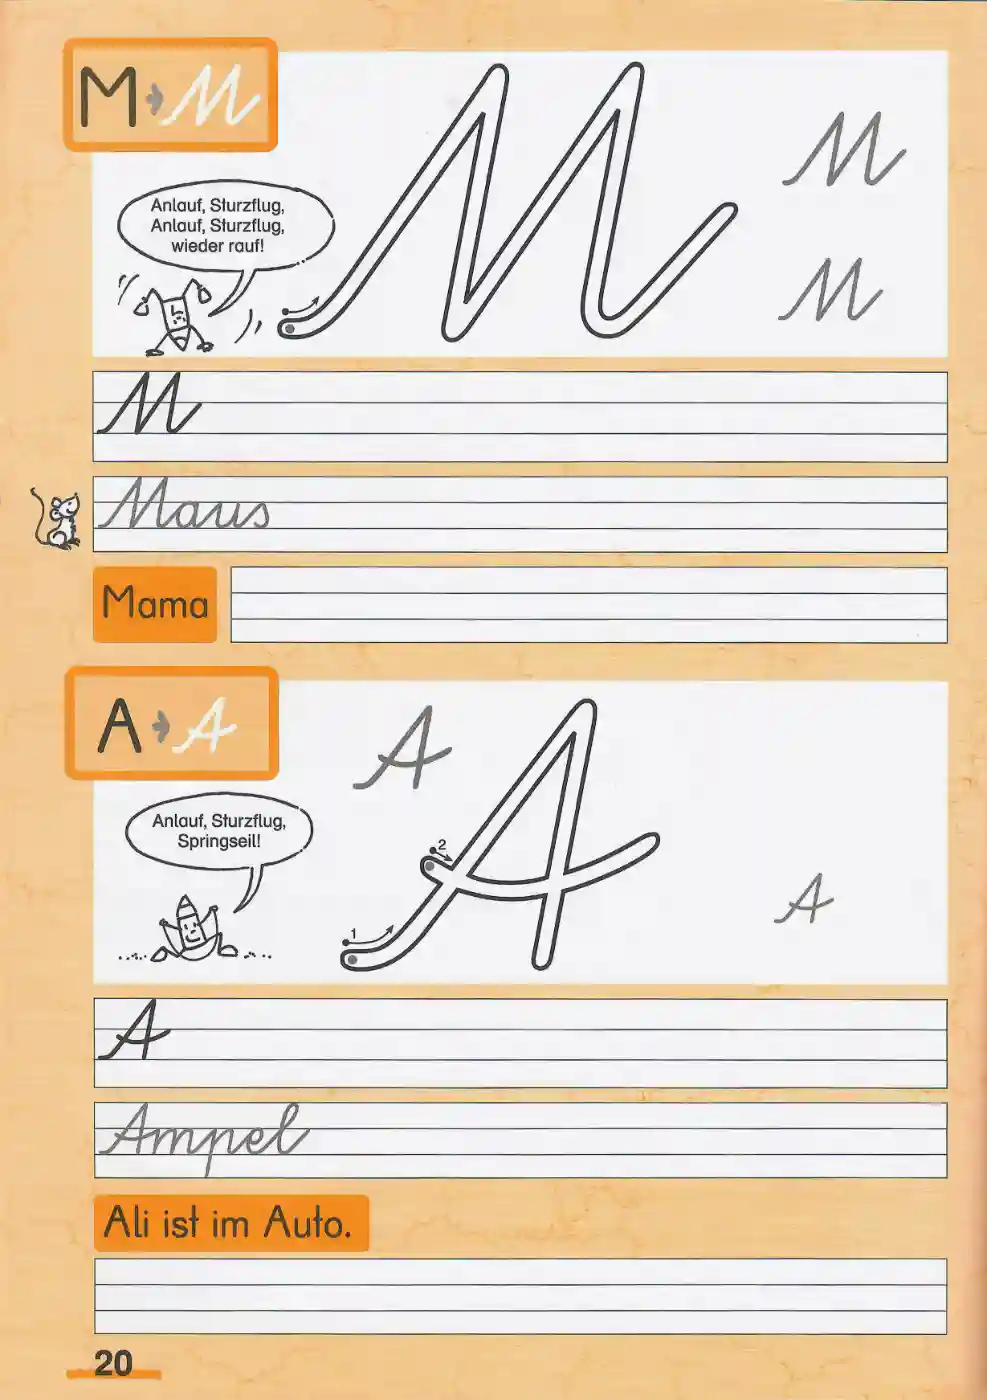 M M
M
Anlauf, Sturzflug,
Anlauf, Sturzflug,
wieder rauf!
M
M
M
M
Maus
Mama
A A
A
Anlauf, Sturzflug,
Springseil!
2
1
A
A
A
Ampel
Ali ist im Auto.
20